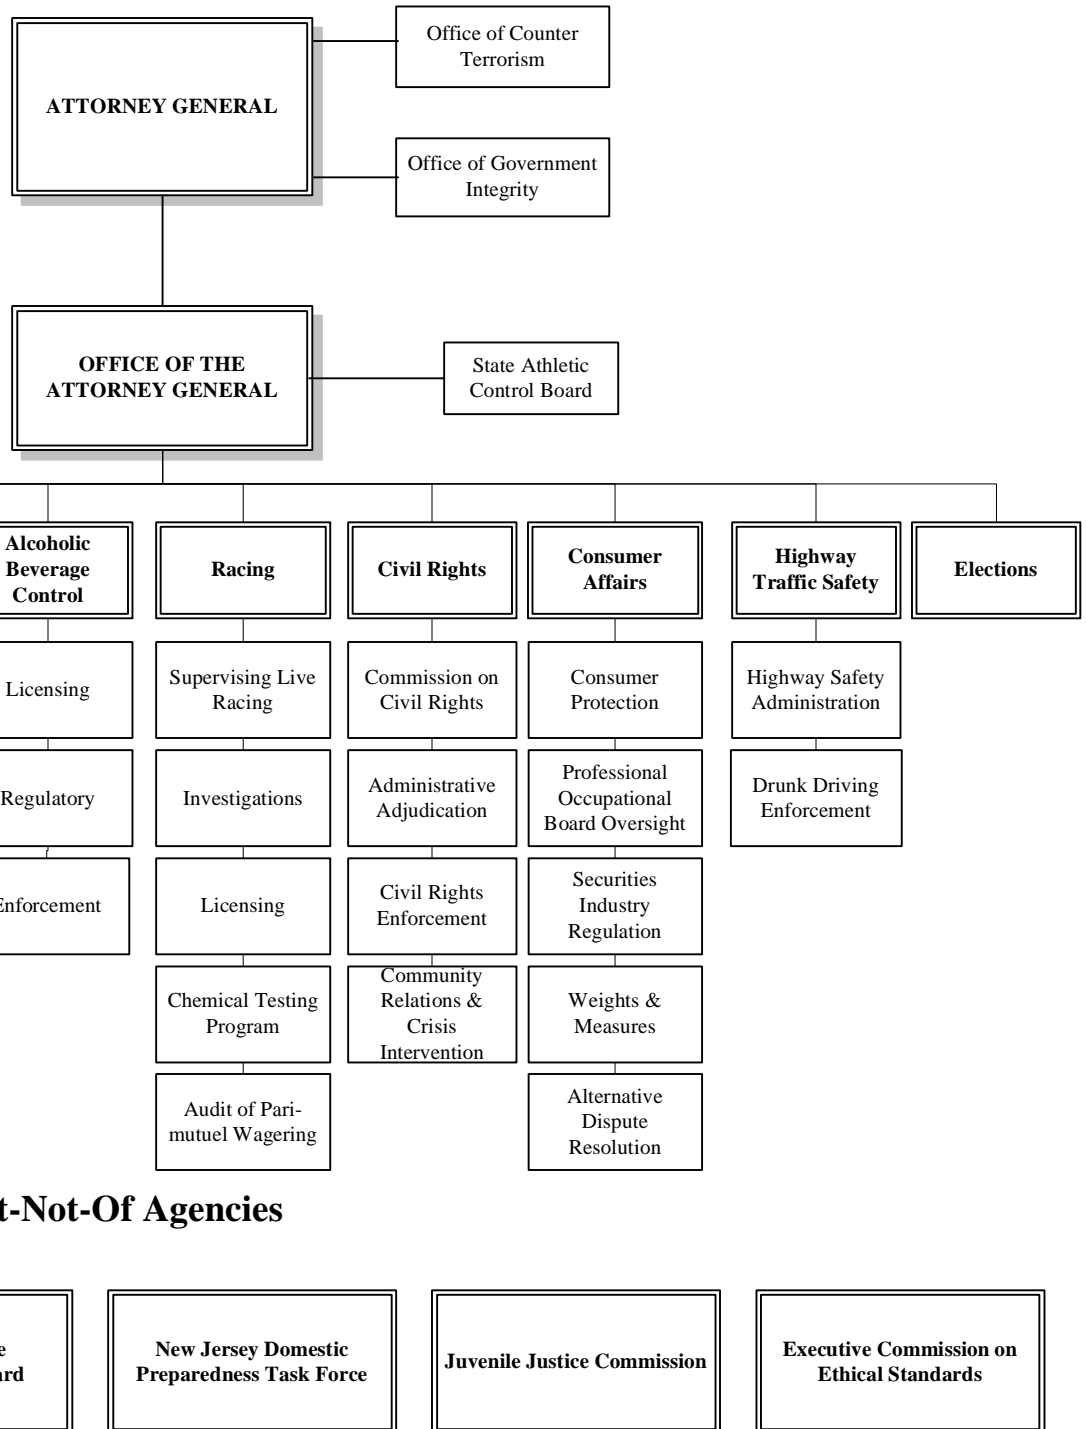 Office of Counter
Terrorism
ATTORNEY GENERAL
Office of Government
Integrity
OFFICE OF THE
ATTORNEY GENERAL
State Athletic
Control Board
Alcoholic
Beverage
Control
Racing
Civil Rights
Consumer
Affairs
Highway
Traffic Safety
Elections
Licensing
Supervising Live
Racing
Commission on
Civil Rights
Consumer
Protection
Highway Safety
Administration
Regulatory
Investigations
Administrative
Adjudication
Professional
Occupational
Board Oversight
Drunk Driving
Enforcement
Enforcement
Licensing
Civil Rights
Enforcement
Securities
Industry
Regulation
Chemical Testing
Program
Community
Relations &
Crisis
Intervention
Weights &
Measures
Audit of Pari-
mutuel Wagering
Alternative
Dispute
Resolution
t-Not-Of Agencies
New Jersey Domestic
Preparedness Task Force
Juvenile Justice Commission
Executive Commission on
Ethical Standards